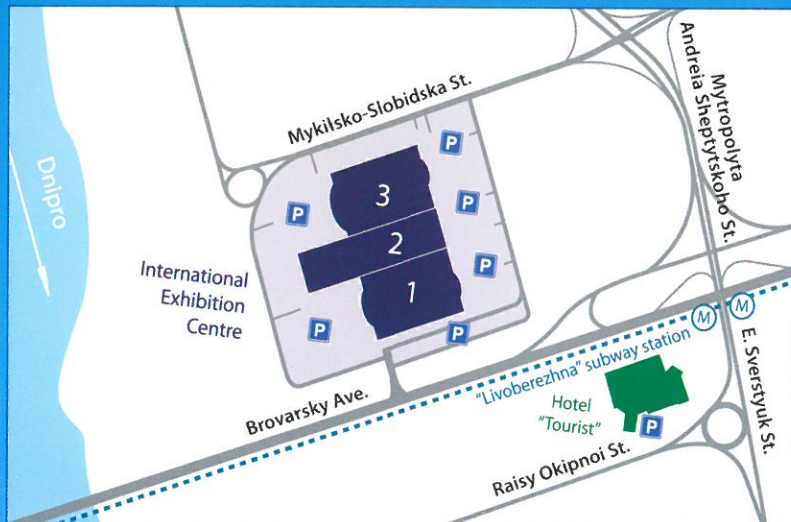 Mykilsko-Slobidska St.
Mytropolyta
Andreia Sheptytskoho St.
Dnipro
P
P
P
P
P
P
3
2
1
International
Exhibition
Centre
M
M
"Livoberezhna" subway station
Brovarsky Ave.
Hotel
"Tourist"
P
E. Sverstyuk St.
Raisy Okipnoi St.